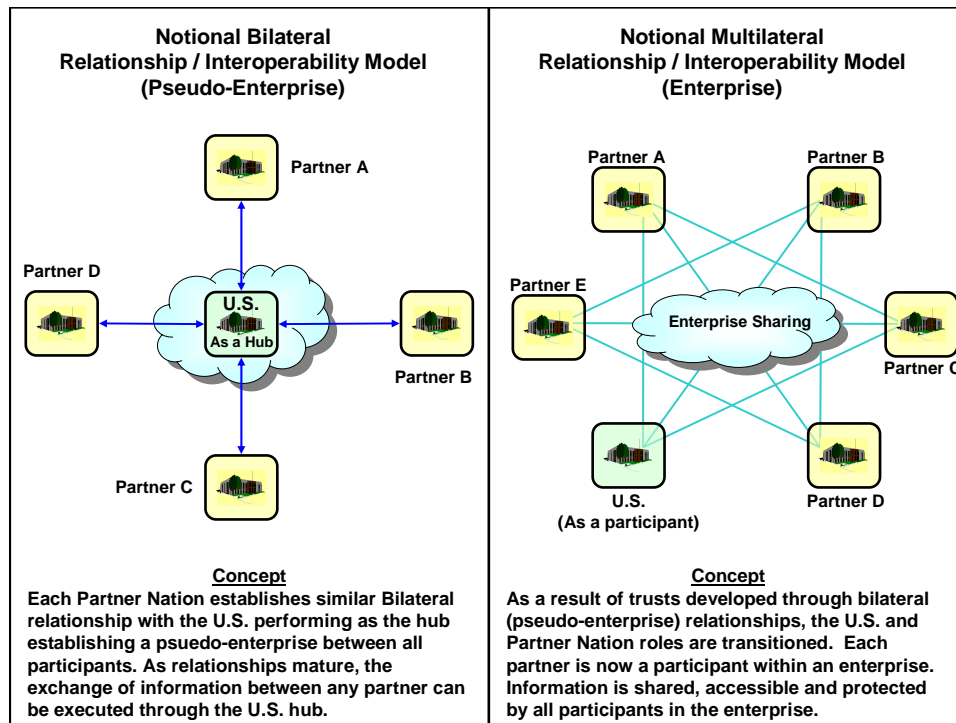 Notional Bilateral
Relationship / Interoperability Model
(Pseudo-Enterprise)
Partner A
Partner D
U.S.
As a Hub
Partner B
Partner C
Concept
Each Partner Nation establishes similar Bilateral
relationship with the U.S. performing as the hub
establishing a psuedo-enterprise between all
participants. As relationships mature, the
exchange of information between any partner can
be executed through the U.S. hub.
Notional Multilateral
Relationship / Interoperability Model
(Enterprise)
Partner A
Partner B
Partner E
Enterprise Sharing
Partner C
U.S.
(As a participant)
Partner D
Concept
As a result of trusts developed through bilateral
(pseudo-enterprise) relationships, the U.S. and
Partner Nation roles are transitioned. Each
partner is now a participant within an enterprise.
Information is shared, accessible and protected
by all participants in the enterprise.